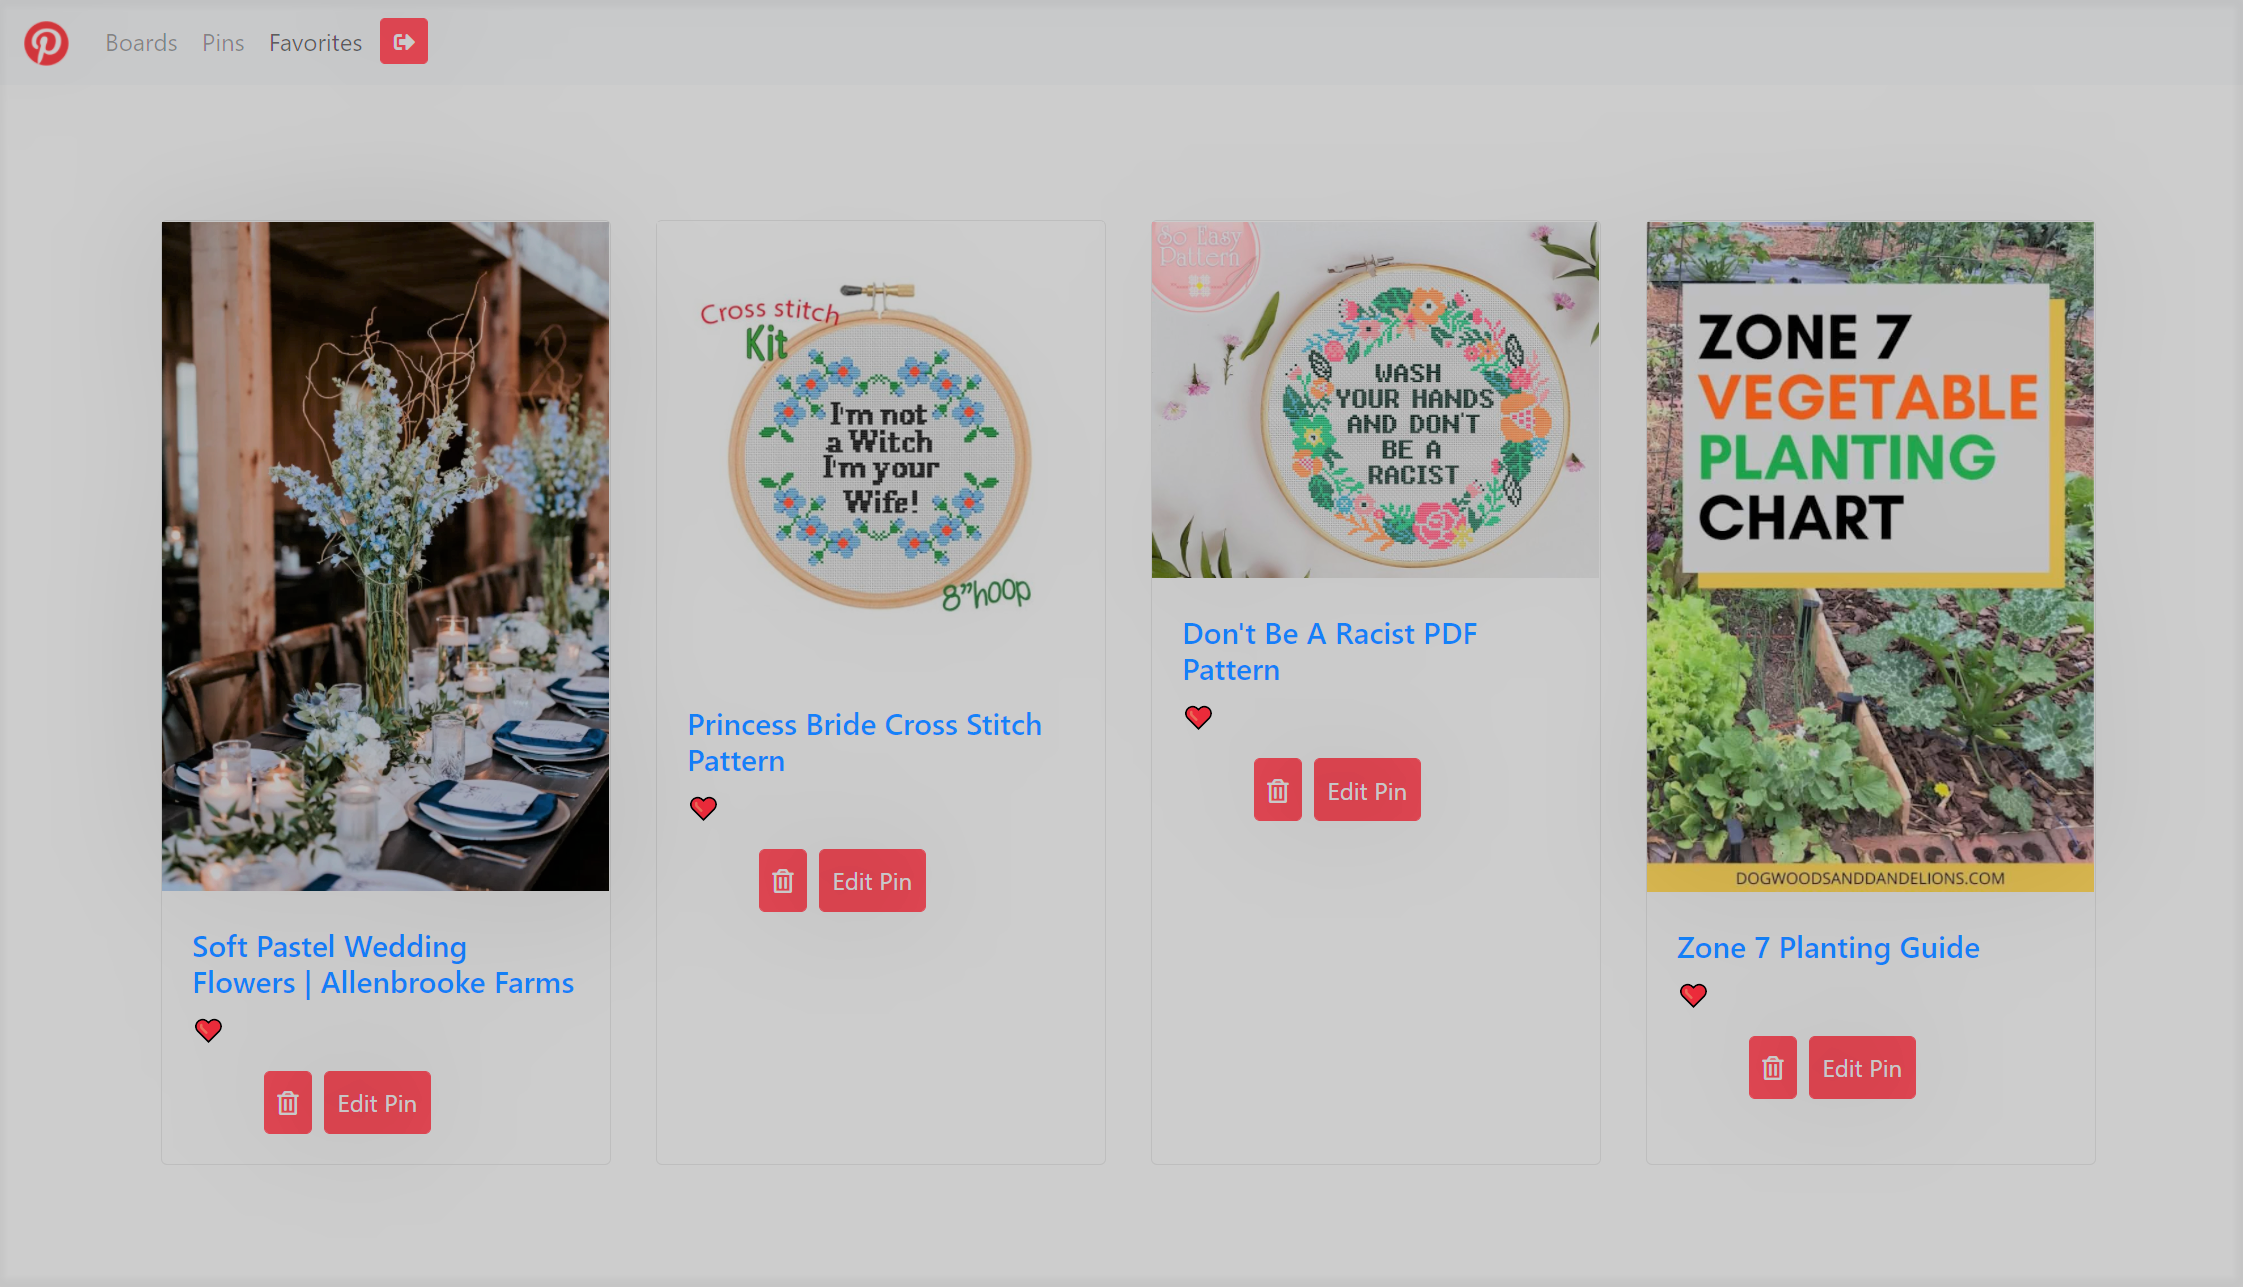 Boards Pins Favorites
Cross stitch
Kit
I'm not
a Witch
I'm your
Wife!
8”hoop
Princess Bride Cross Stitch
Pattern
Edit Pin
So Easy
Pattern
WASH
YOUR HANDS
AND DON'T
BE A
RACIST
Don't Be A Racist PDF
Pattern
Edit Pin
ZONE 7
VEGETABLE
PLANTING
CHART
DOGWOODSANDDANDELIONS.COM
Zone 7 Planting Guide
Edit Pin
Soft Pastel Wedding
Flowers | Allenbrooke Farms
Edit Pin